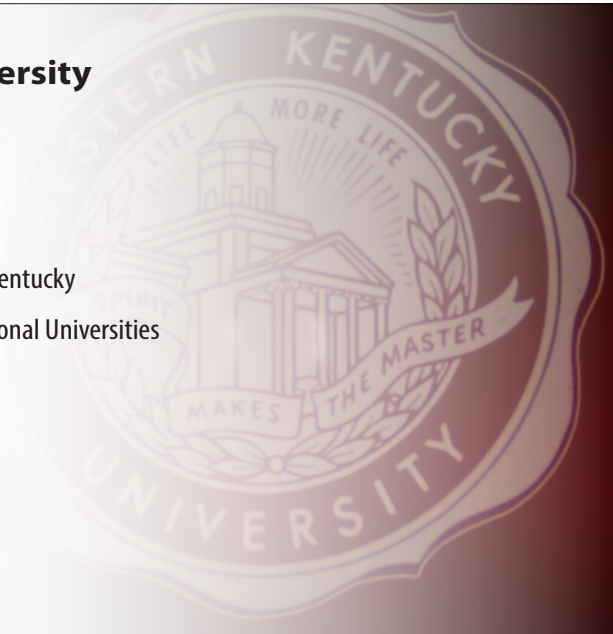 ersity
WESTERN KENTUCKY
LIFE MORE LIFE
entucky
SPIRIT
onal Universities
MAKES THE MASTER
UNIVERSITY